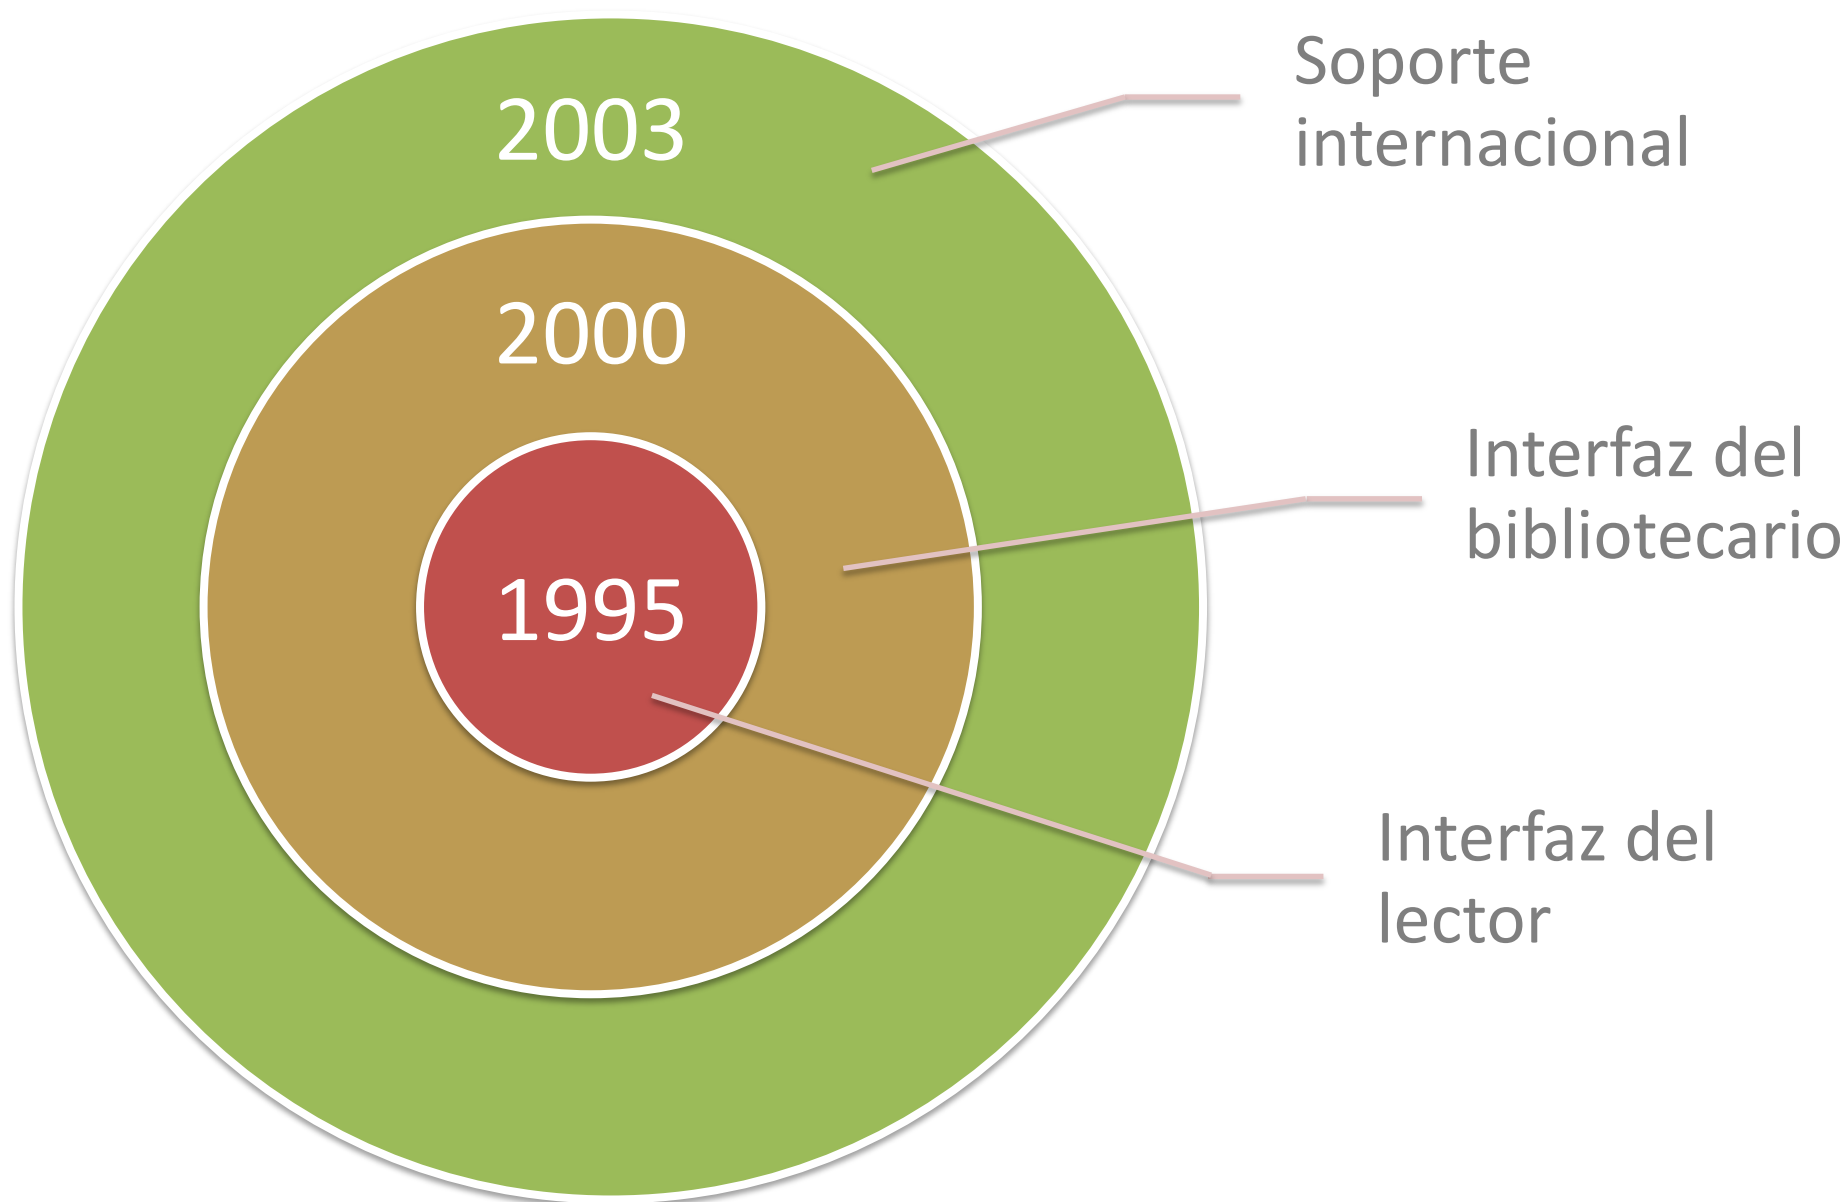 2003
Soporte
internacional
2000
Interfaz del
bibliotecario
1995
Interfaz del
lector